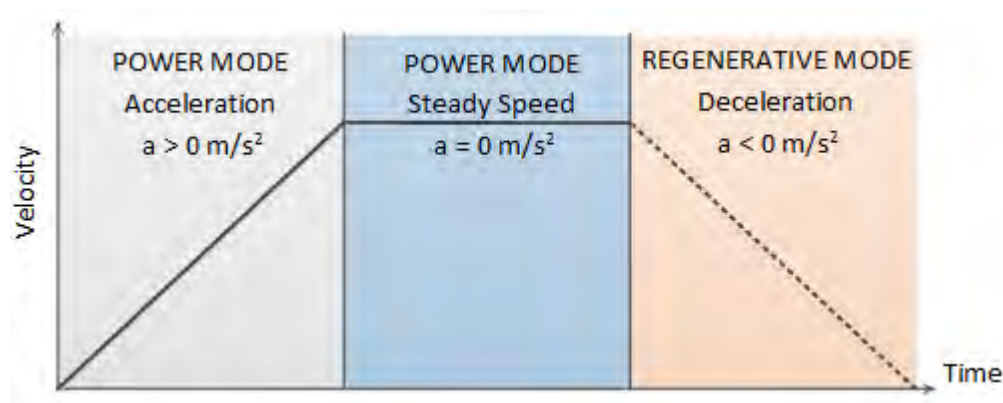 POWER MODE
Acceleration
a > 0 m/s²
POWER MODE
Steady Speed
a = 0 m/s²
REGENERATIVE MODE
Deceleration
a < 0 m/s²
Velocity
Time